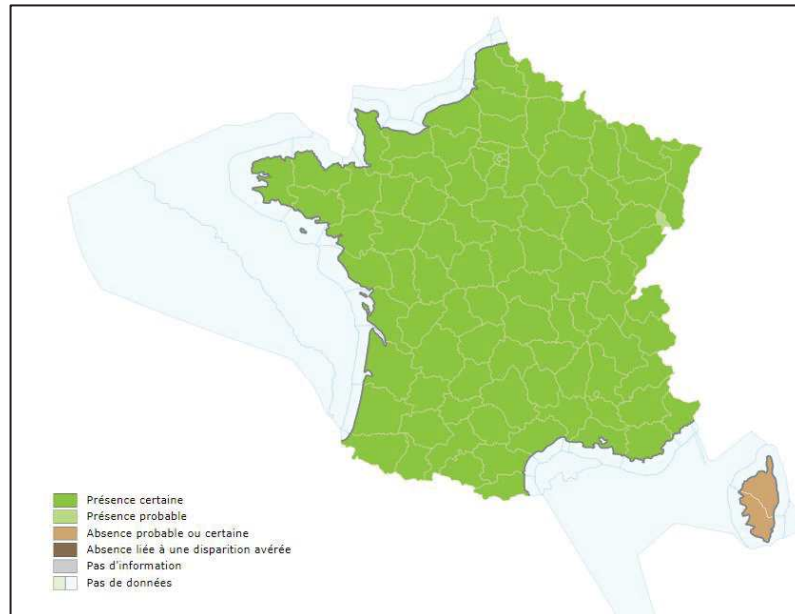 Présence certaine
Présence probable
Absence probable ou certaine
Absence liée à une disparition avérée
Pas d'information
Pas de données